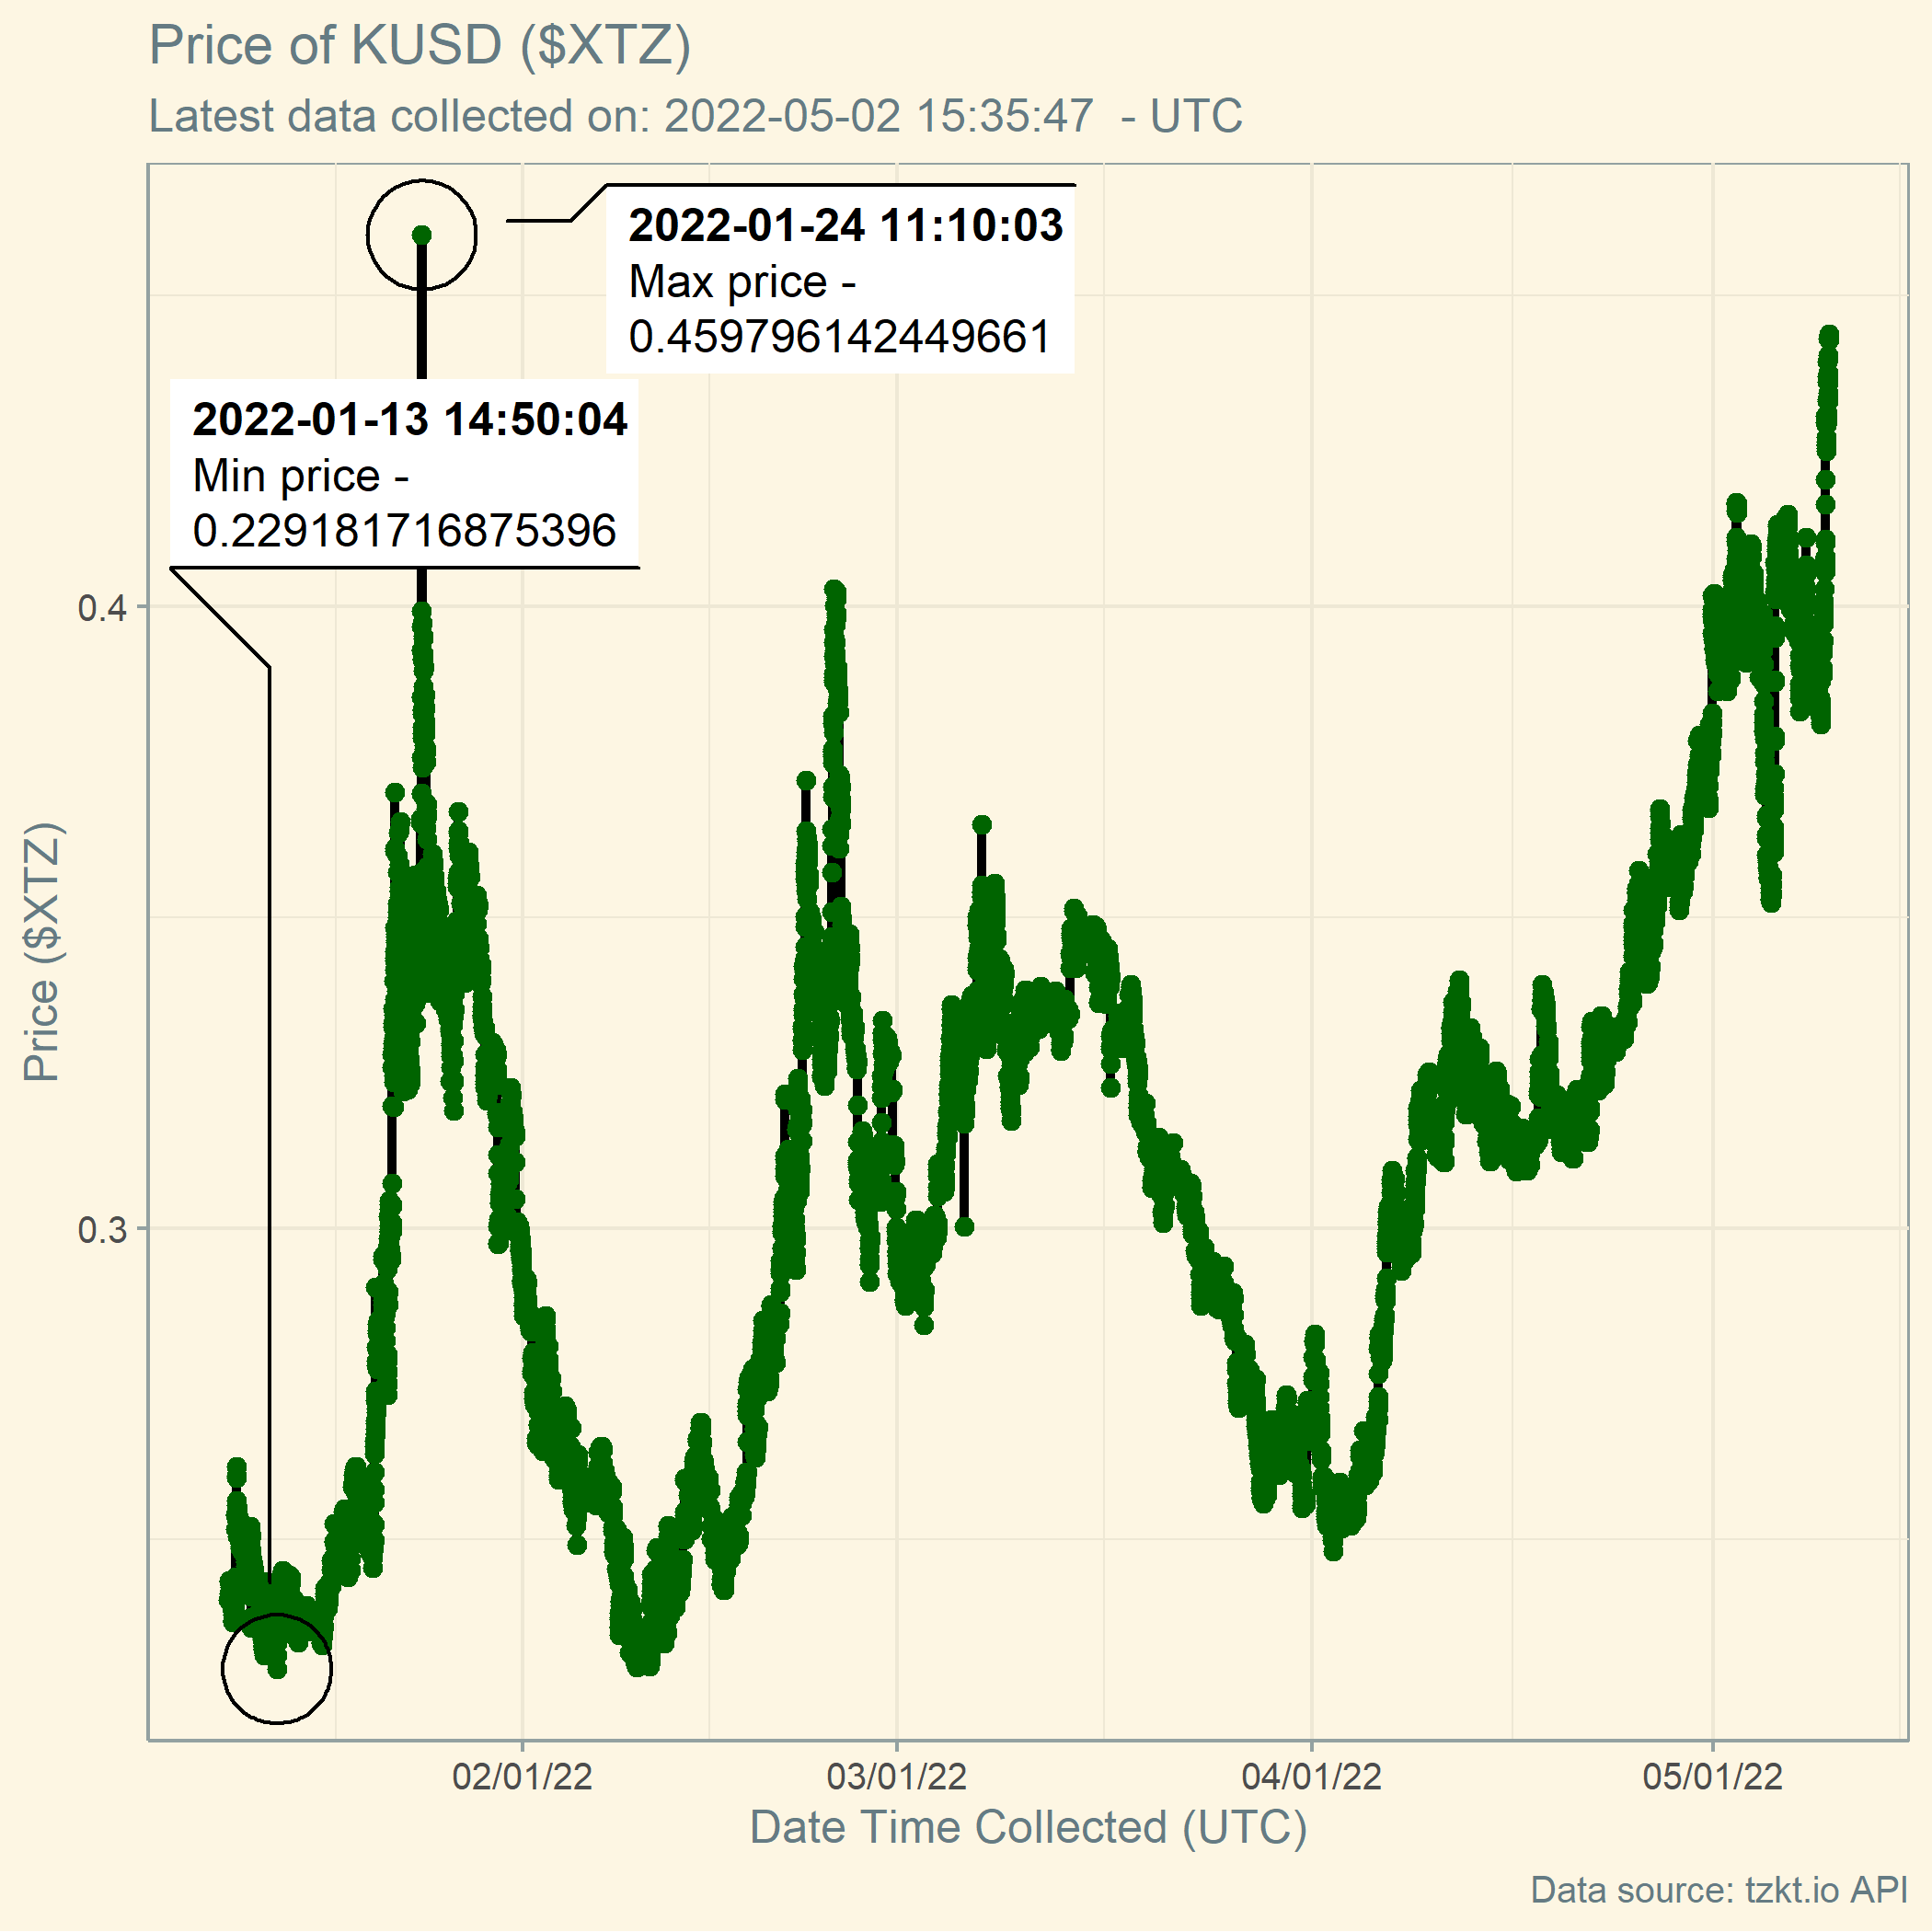 Price of KUSD ($XTZ)
Latest data collected on: 2022-05-02 15:35:47  - UTC
2022-01-24 11:10:03
Max price -
0.459796142449661
2022-01-13 14:50:04
Min price -
0.229181716875396
0.4
0.3
Price ($XTZ)
02/01/22
03/01/22
04/01/22
05/01/22
Date Time Collected (UTC)
Data source: tzkt.io API